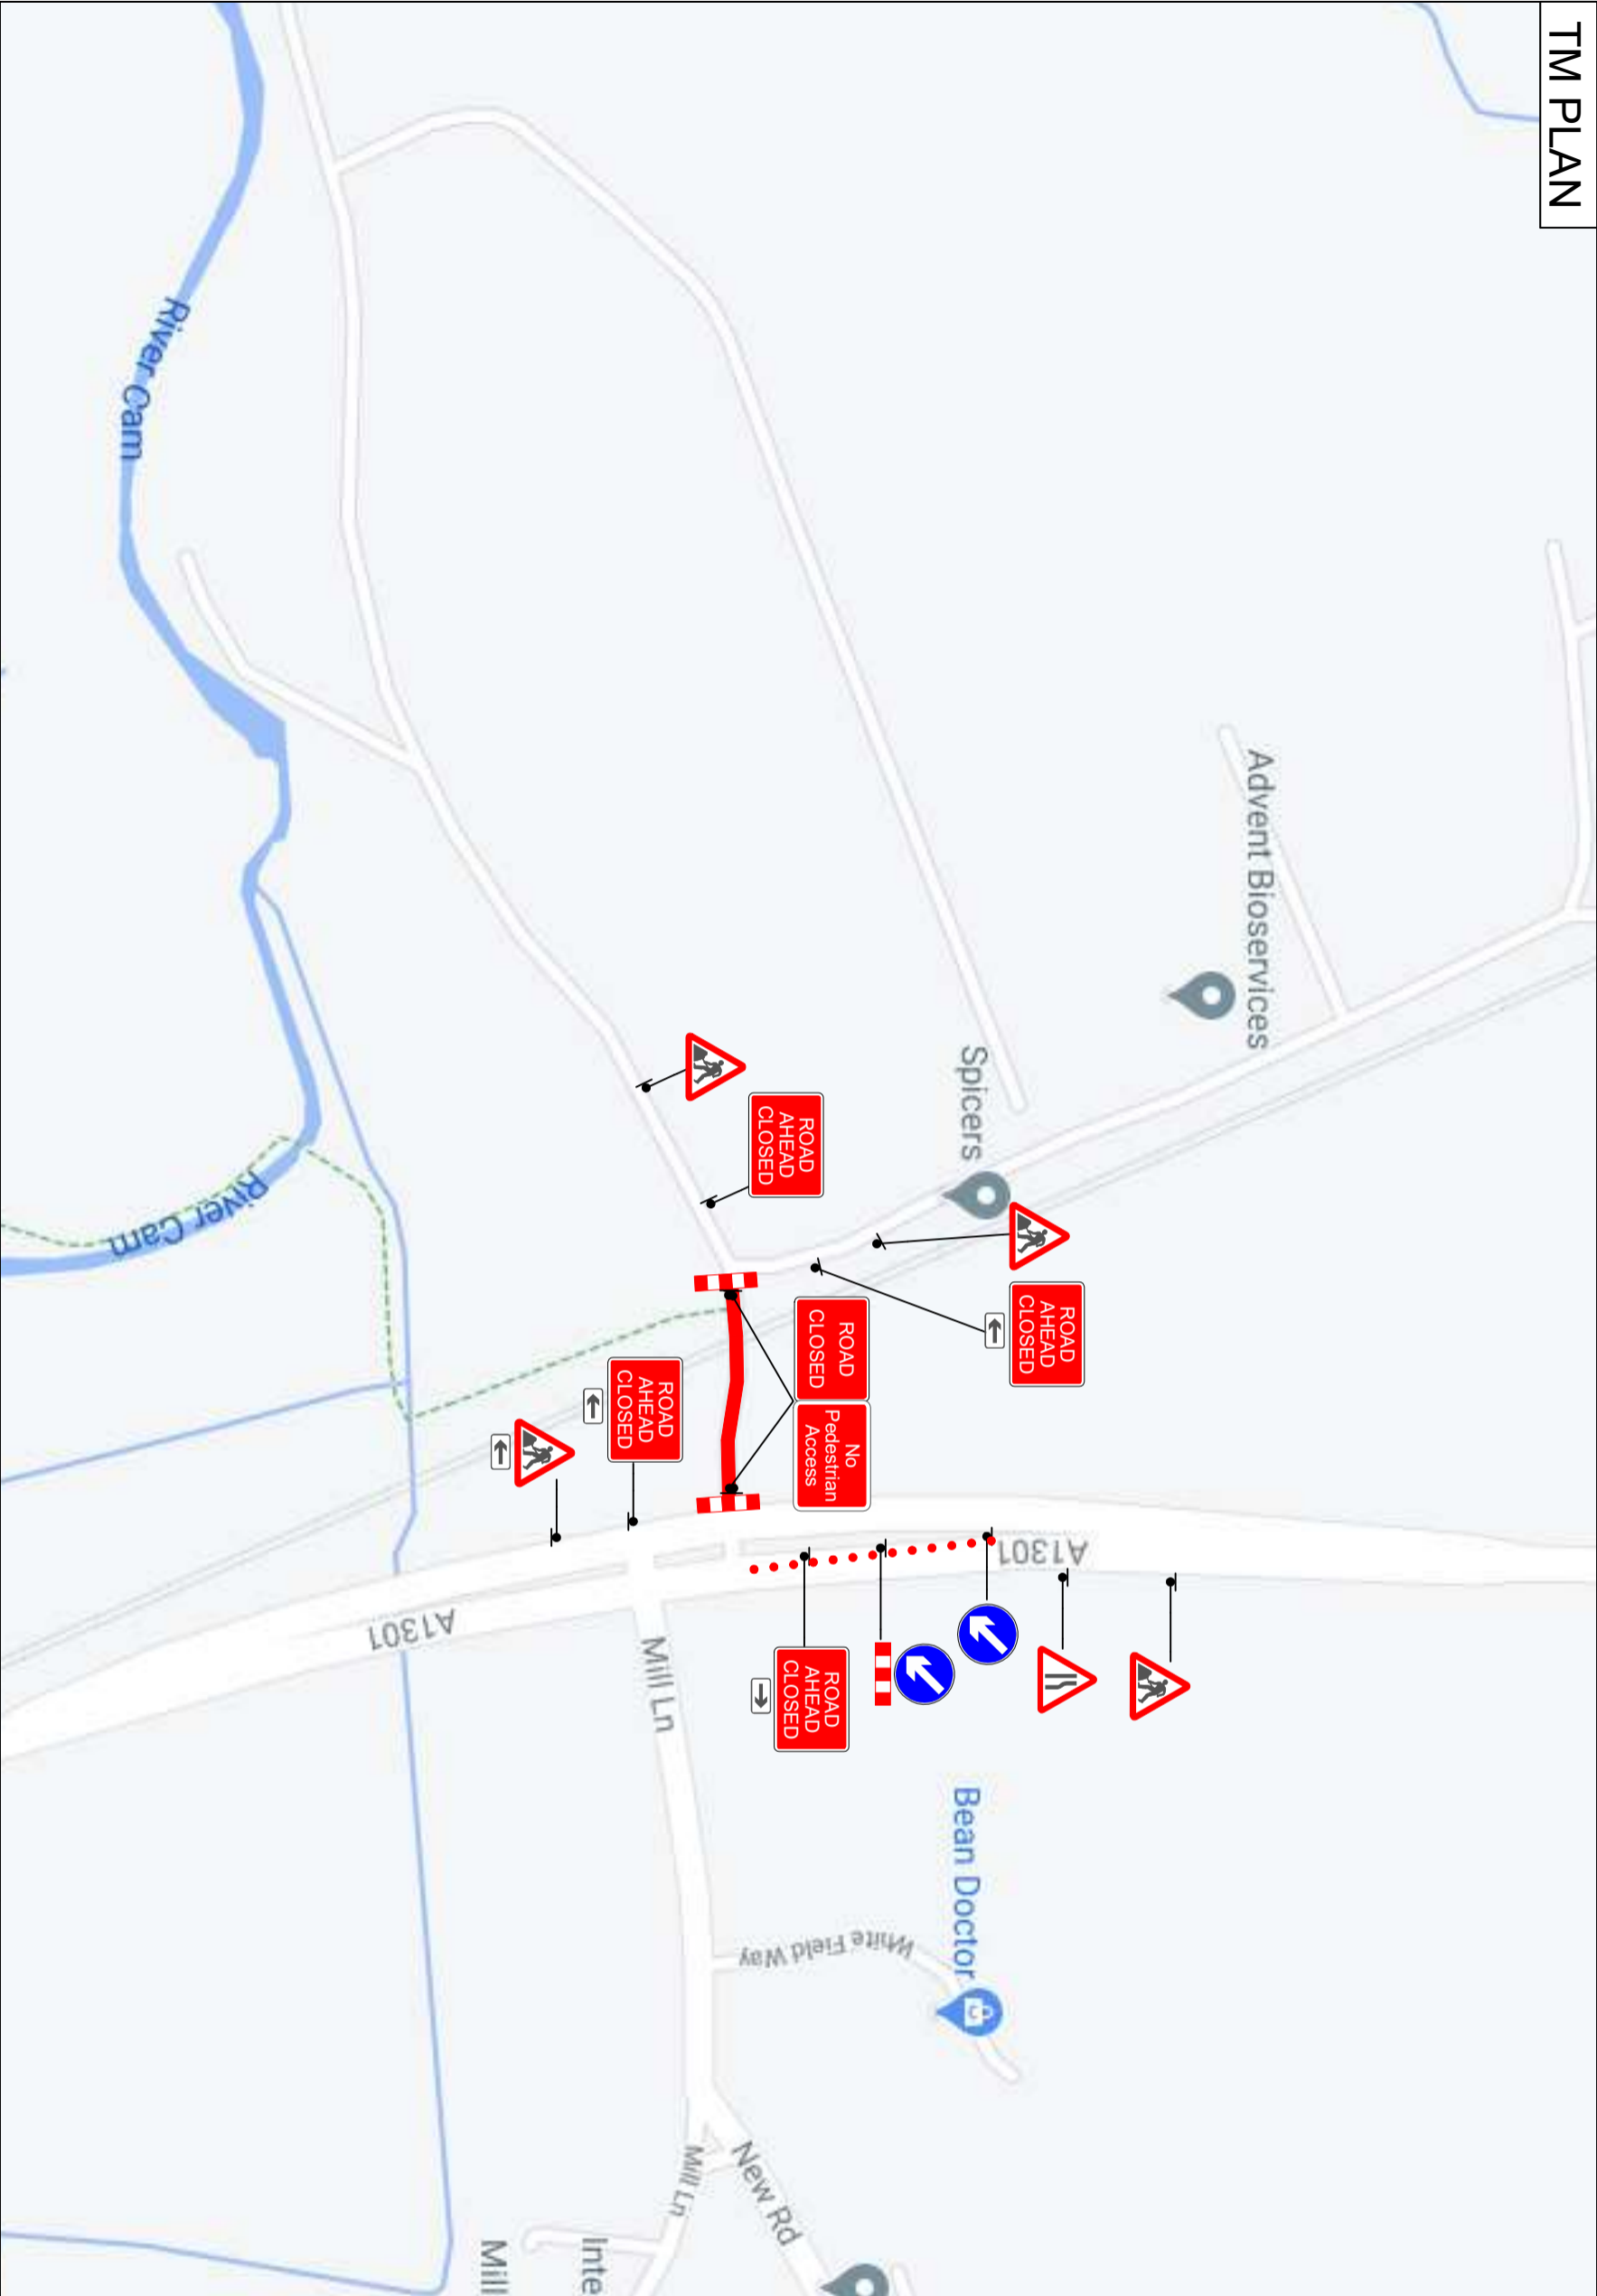 TM PLAN
River Cam
River Cam
Advent Bioservices
Spicers
ROAD
AHEAD
CLOSED
ROAD
AHEAD
CLOSED
ROAD
CLOSED
No
Pedestrian
Access
ROAD
AHEAD
CLOSED
A1301
A1301
ROAD
AHEAD
CLOSED
Mill Ln
Bean Doctor
White Field Way
Mill Ln
New Rd
Inte
Mill